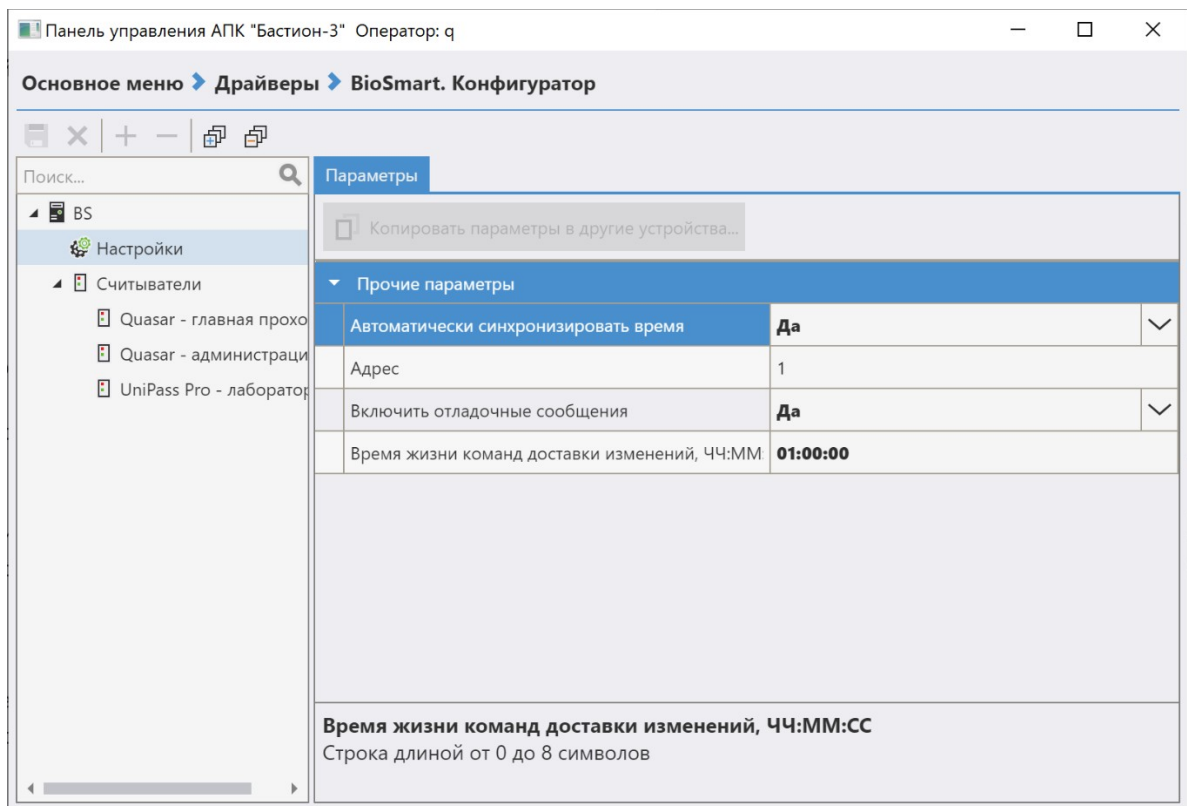 Панель управления АПК "Бастион-3" Оператор: q
Основное меню Драйверы BioSmart. Конфигуратор
Поиск...
BS
Настройки
Считыватели
Quasar - главная прохо
Quasar - администраци
UniPass Pro - лаборатор
Параметры
Копировать параметры в другие устройства...
Прочие параметры
Автоматически синхронизировать время Да
Адрес 1
Включить отладочные сообщения Да
Время жизни команд доставки изменений, ЧЧ:ММ: 01:00:00
Время жизни команд доставки изменений, ЧЧ:ММ:СС
Строка длиной от 0 до 8 символов